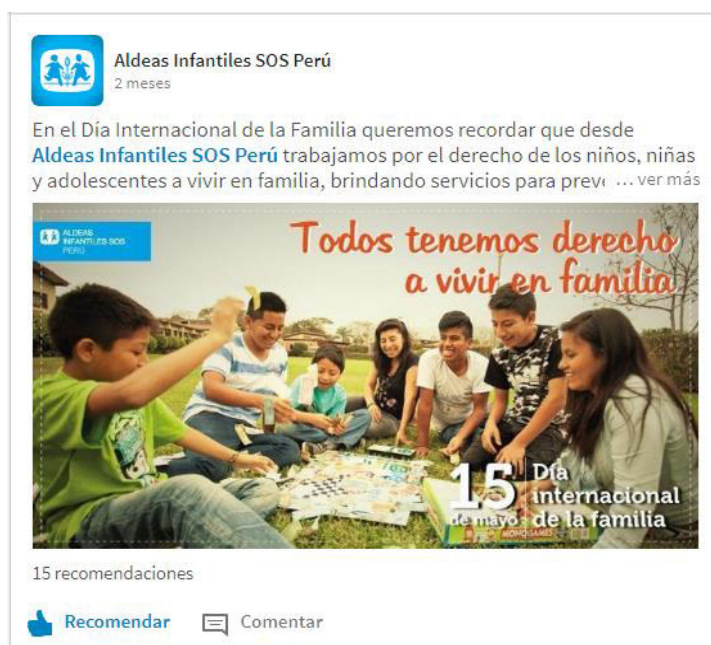 Aldeas Infantiles SOS Perú
2 meses
En el Día Internacional de la Familia queremos recordar que desde
Aldeas Infantiles SOS Perú trabajamos por el derecho de los niños, niñas
y adolescentes a vivir en familia, brindando servicios para prev ... ver más
ALDEAS
INFANTILES SOS
PERÚ
Todos tenemos derecho
a vivir en familia
15
de mayo
Día
internacional
de la familia
MONOGAMES
15 recomendaciones
Recomendar
Comentar